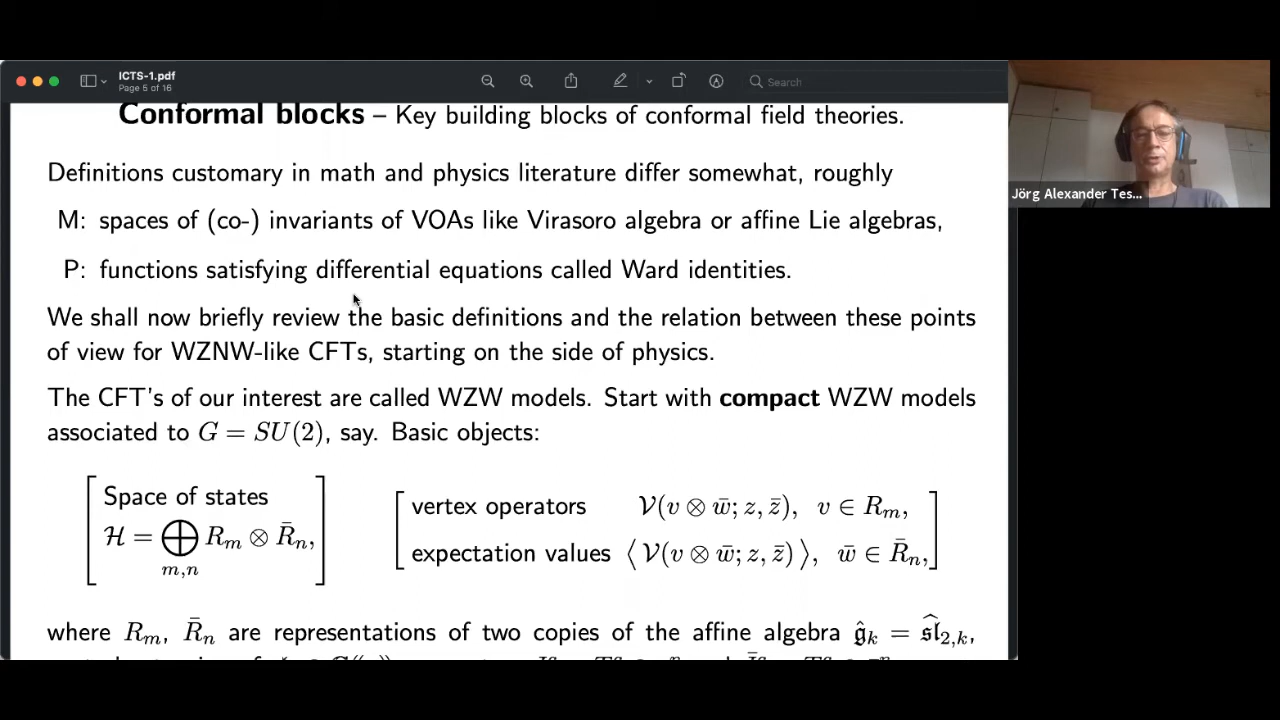 ICTS-1.pdf
Page 5 of 16
Search
Conformal blocks – Key building blocks of conformal field theories.
Jörg Alexander Tes...
Definitions customary in math and physics literature differ somewhat, roughly
M: spaces of (co-) invariants of VOAs like Virasoro algebra or affine Lie algebras,
P: functions satisfying differential equations called Ward identities.
We shall now briefly review the basic definitions and the relation between these points
of view for WZNW-like CFTs, starting on the side of physics.
The CFT's of our interest are called WZW models. Start with compact WZW models
associated to G = SU(2), say. Basic objects:
Space of states
ℋ = ⨁ R_m ⊗ R̄_n,
m,n
vertex operators 𝒱(v ⊗ w̄; z, z̄), v ∈ R_m,
expectation values ⟨ 𝒱(v ⊗ w̄; z, z̄) ⟩, w̄ ∈ R̄_n,
where R_m, R̄_n are representations of two copies of the affine algebra 𝔤̂_k = 𝔰𝔩̂_{2,k},